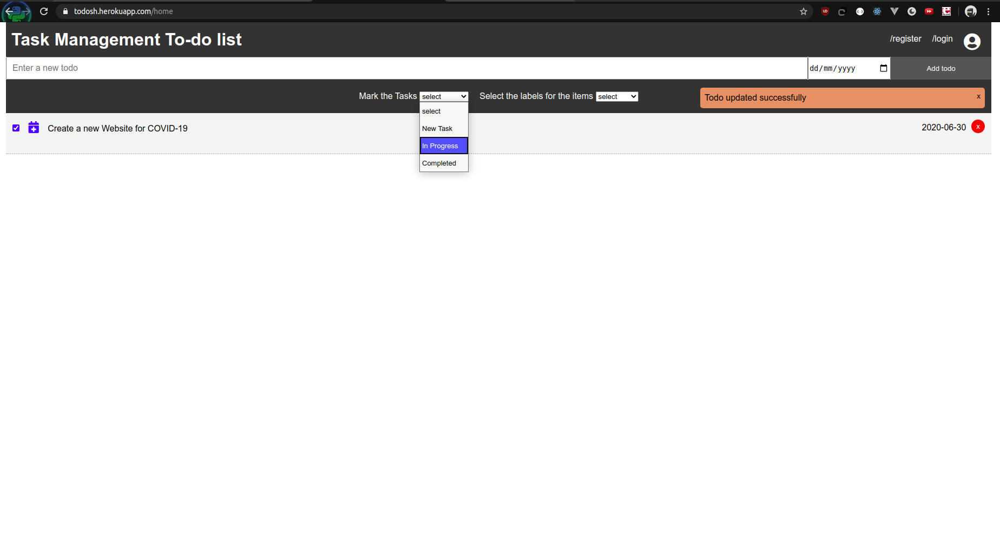 todosh.herokuapp.com/home
Task Management To-do list
/register /login
Enter a new todo
dd/mm/yyyy
Add todo
Mark the Tasks select
Select the labels for the items select
Todo updated successfully x
select
New Task
In Progress
Completed
Create a new Website for COVID-19
2020-06-30 x